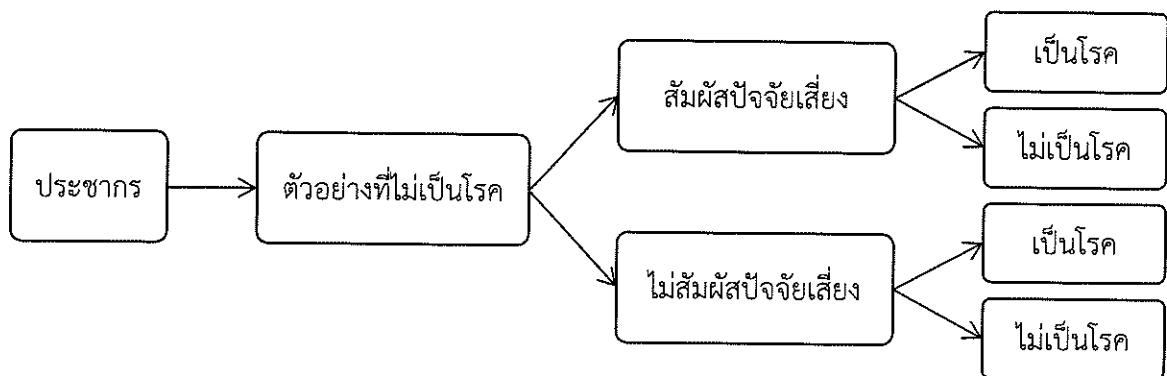 ประชากร
ตัวอย่างที่ไม่เป็นโรค
สัมผัสปัจจัยเสี่ยง
เป็นโรค
ไม่เป็นโรค
ไม่สัมผัสปัจจัยเสี่ยง
เป็นโรค
ไม่เป็นโรค